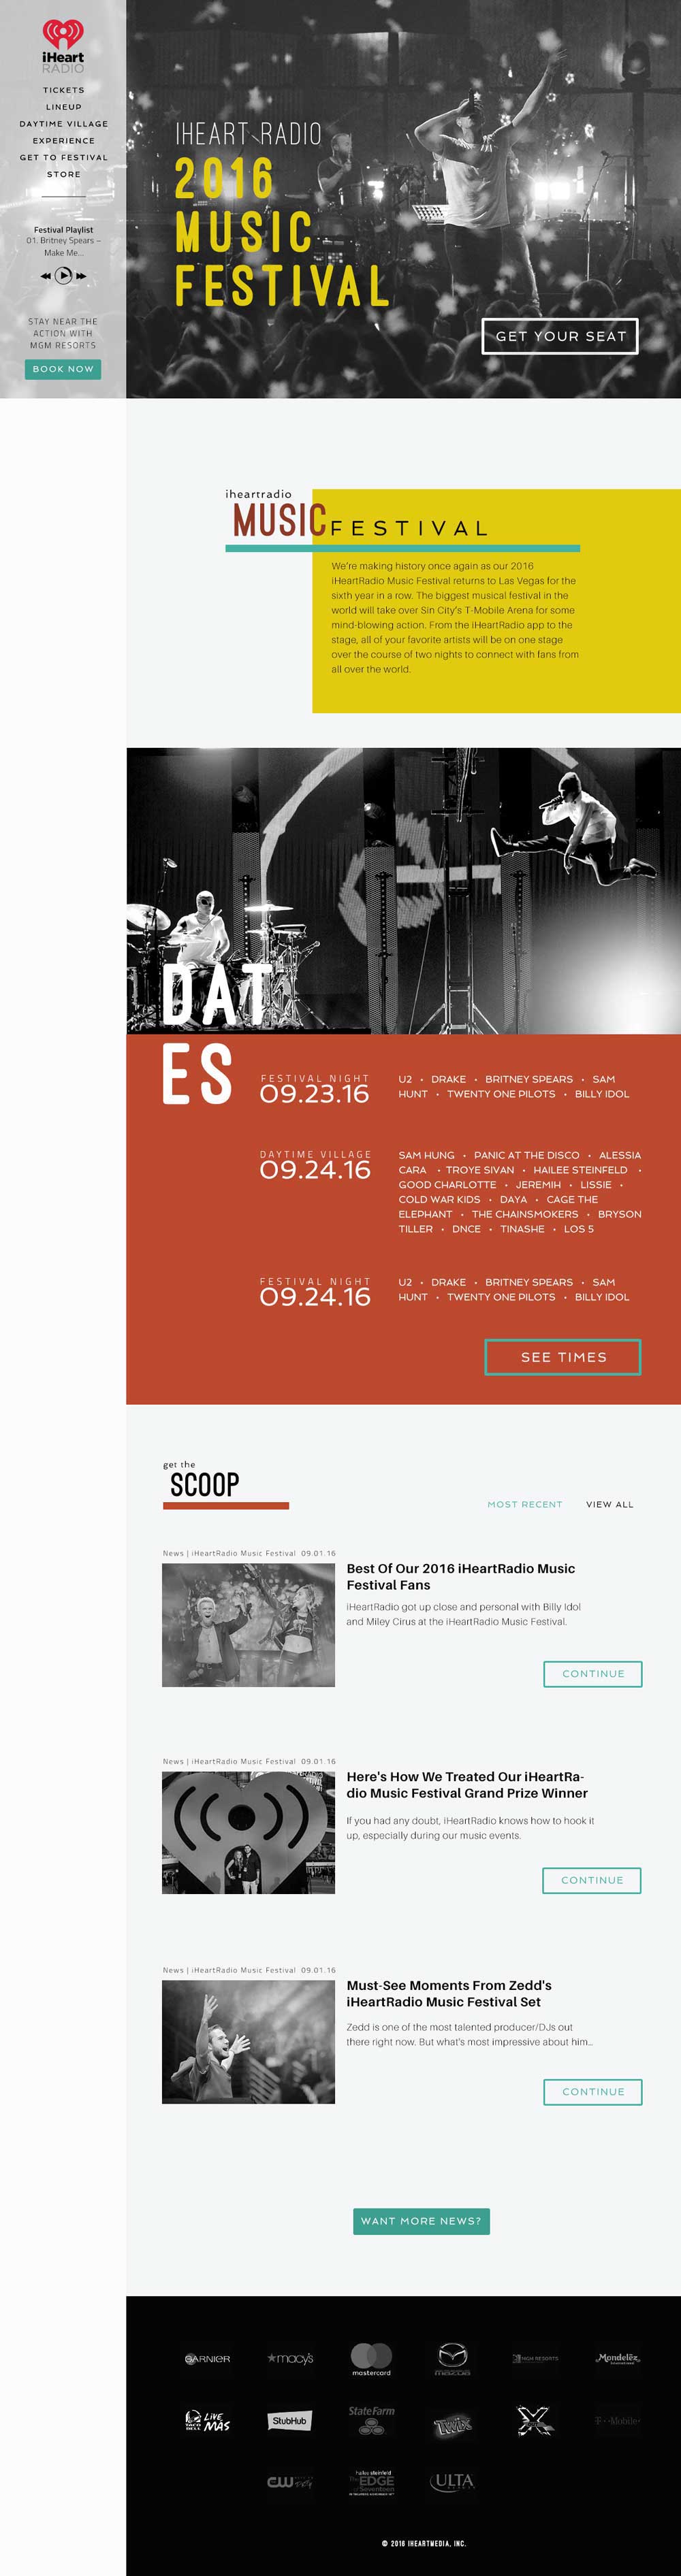 iHeart
RADIO
TICKETS
LINEUP
DAYTIME VILLAGE
EXPERIENCE
GET TO FESTIVAL
STORE
Festival Playlist
01. Britney Spears –
Make Me...
STAY NEAR THE
ACTION WITH
MGM RESORTS
BOOK NOW
IHEART RADIO
2016
MUSIC
FESTIVAL
GET YOUR SEAT
iheartradio
MUSIC FESTIVAL
We're making history once again as our 2016
iHeartRadio Music Festival returns to Las Vegas for the
sixth year in a row. The biggest musical festival in the
world will take over Sin City's T-Mobile Arena for some
mind-blowing action. From the iHeartRadio app to the
stage, all of your favorite artists will be on one stage
over the course of two nights to connect with fans from
all over the world.
DAT
ES
FESTIVAL NIGHT
09.23.16
U2 • DRAKE • BRITNEY SPEARS • SAM
HUNT • TWENTY ONE PILOTS • BILLY IDOL
DAYTIME VILLAGE
09.24.16
SAM HUNG • PANIC AT THE DISCO • ALESSIA
CARA • TROYE SIVAN • HAILEE STEINFELD •
GOOD CHARLOTTE • JEREMIH • LISSIE •
COLD WAR KIDS • DAYA • CAGE THE
ELEPHANT • THE CHAINSMOKERS • BRYSON
TILLER • DNCE • TINASHE • LOS 5
FESTIVAL NIGHT
09.24.16
U2 • DRAKE • BRITNEY SPEARS • SAM
HUNT • TWENTY ONE PILOTS • BILLY IDOL
SEE TIMES
get the
SCOOP
MOST RECENT VIEW ALL
News | iHeartRadio Music Festival 09.01.16
Best Of Our 2016 iHeartRadio Music
Festival Fans
iHeartRadio got up close and personal with Billy Idol
and Miley Cirus at the iHeartRadio Music Festival.
CONTINUE
News | iHeartRadio Music Festival 09.01.16
Here's How We Treated Our iHeartRa-
dio Music Festival Grand Prize Winner
If you had any doubt, iHeartRadio knows how to hook it
up, especially during our music events.
CONTINUE
News | iHeartRadio Music Festival 09.01.16
Must-See Moments From Zedd's
iHeartRadio Music Festival Set
Zedd is one of the most talented producer/DJs out
there right now. But what's most impressive about him...
CONTINUE
WANT MORE NEWS?
GARNIER
macy's
mastercard
mazda
MGM RESORTS
Mondelēz
TACO BELL
LIVE MÁS
StubHub
State Farm
Twix
T-Mobile
CW
hailee steinfeld
The EDGE
of Seventeen
ULTA
© 2016 IHEARTMEDIA, INC.